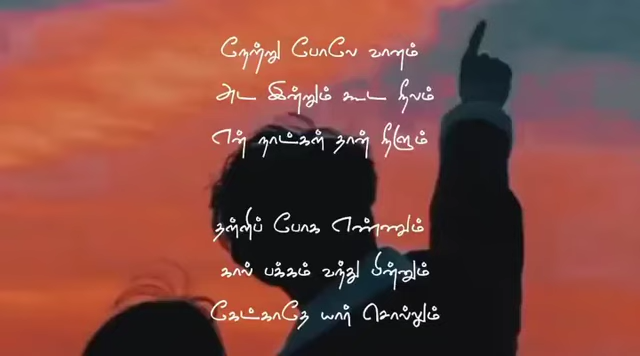 நேற்று போலே வானம்
அட இன்றும் கூட நீலம்
என் நாட்கள் தான் நீளும்
தள்ளிப் போக எண்ணும்
கால் பக்கம் வந்து பின்னும்
கேட்காதே யார் சொல்லும்